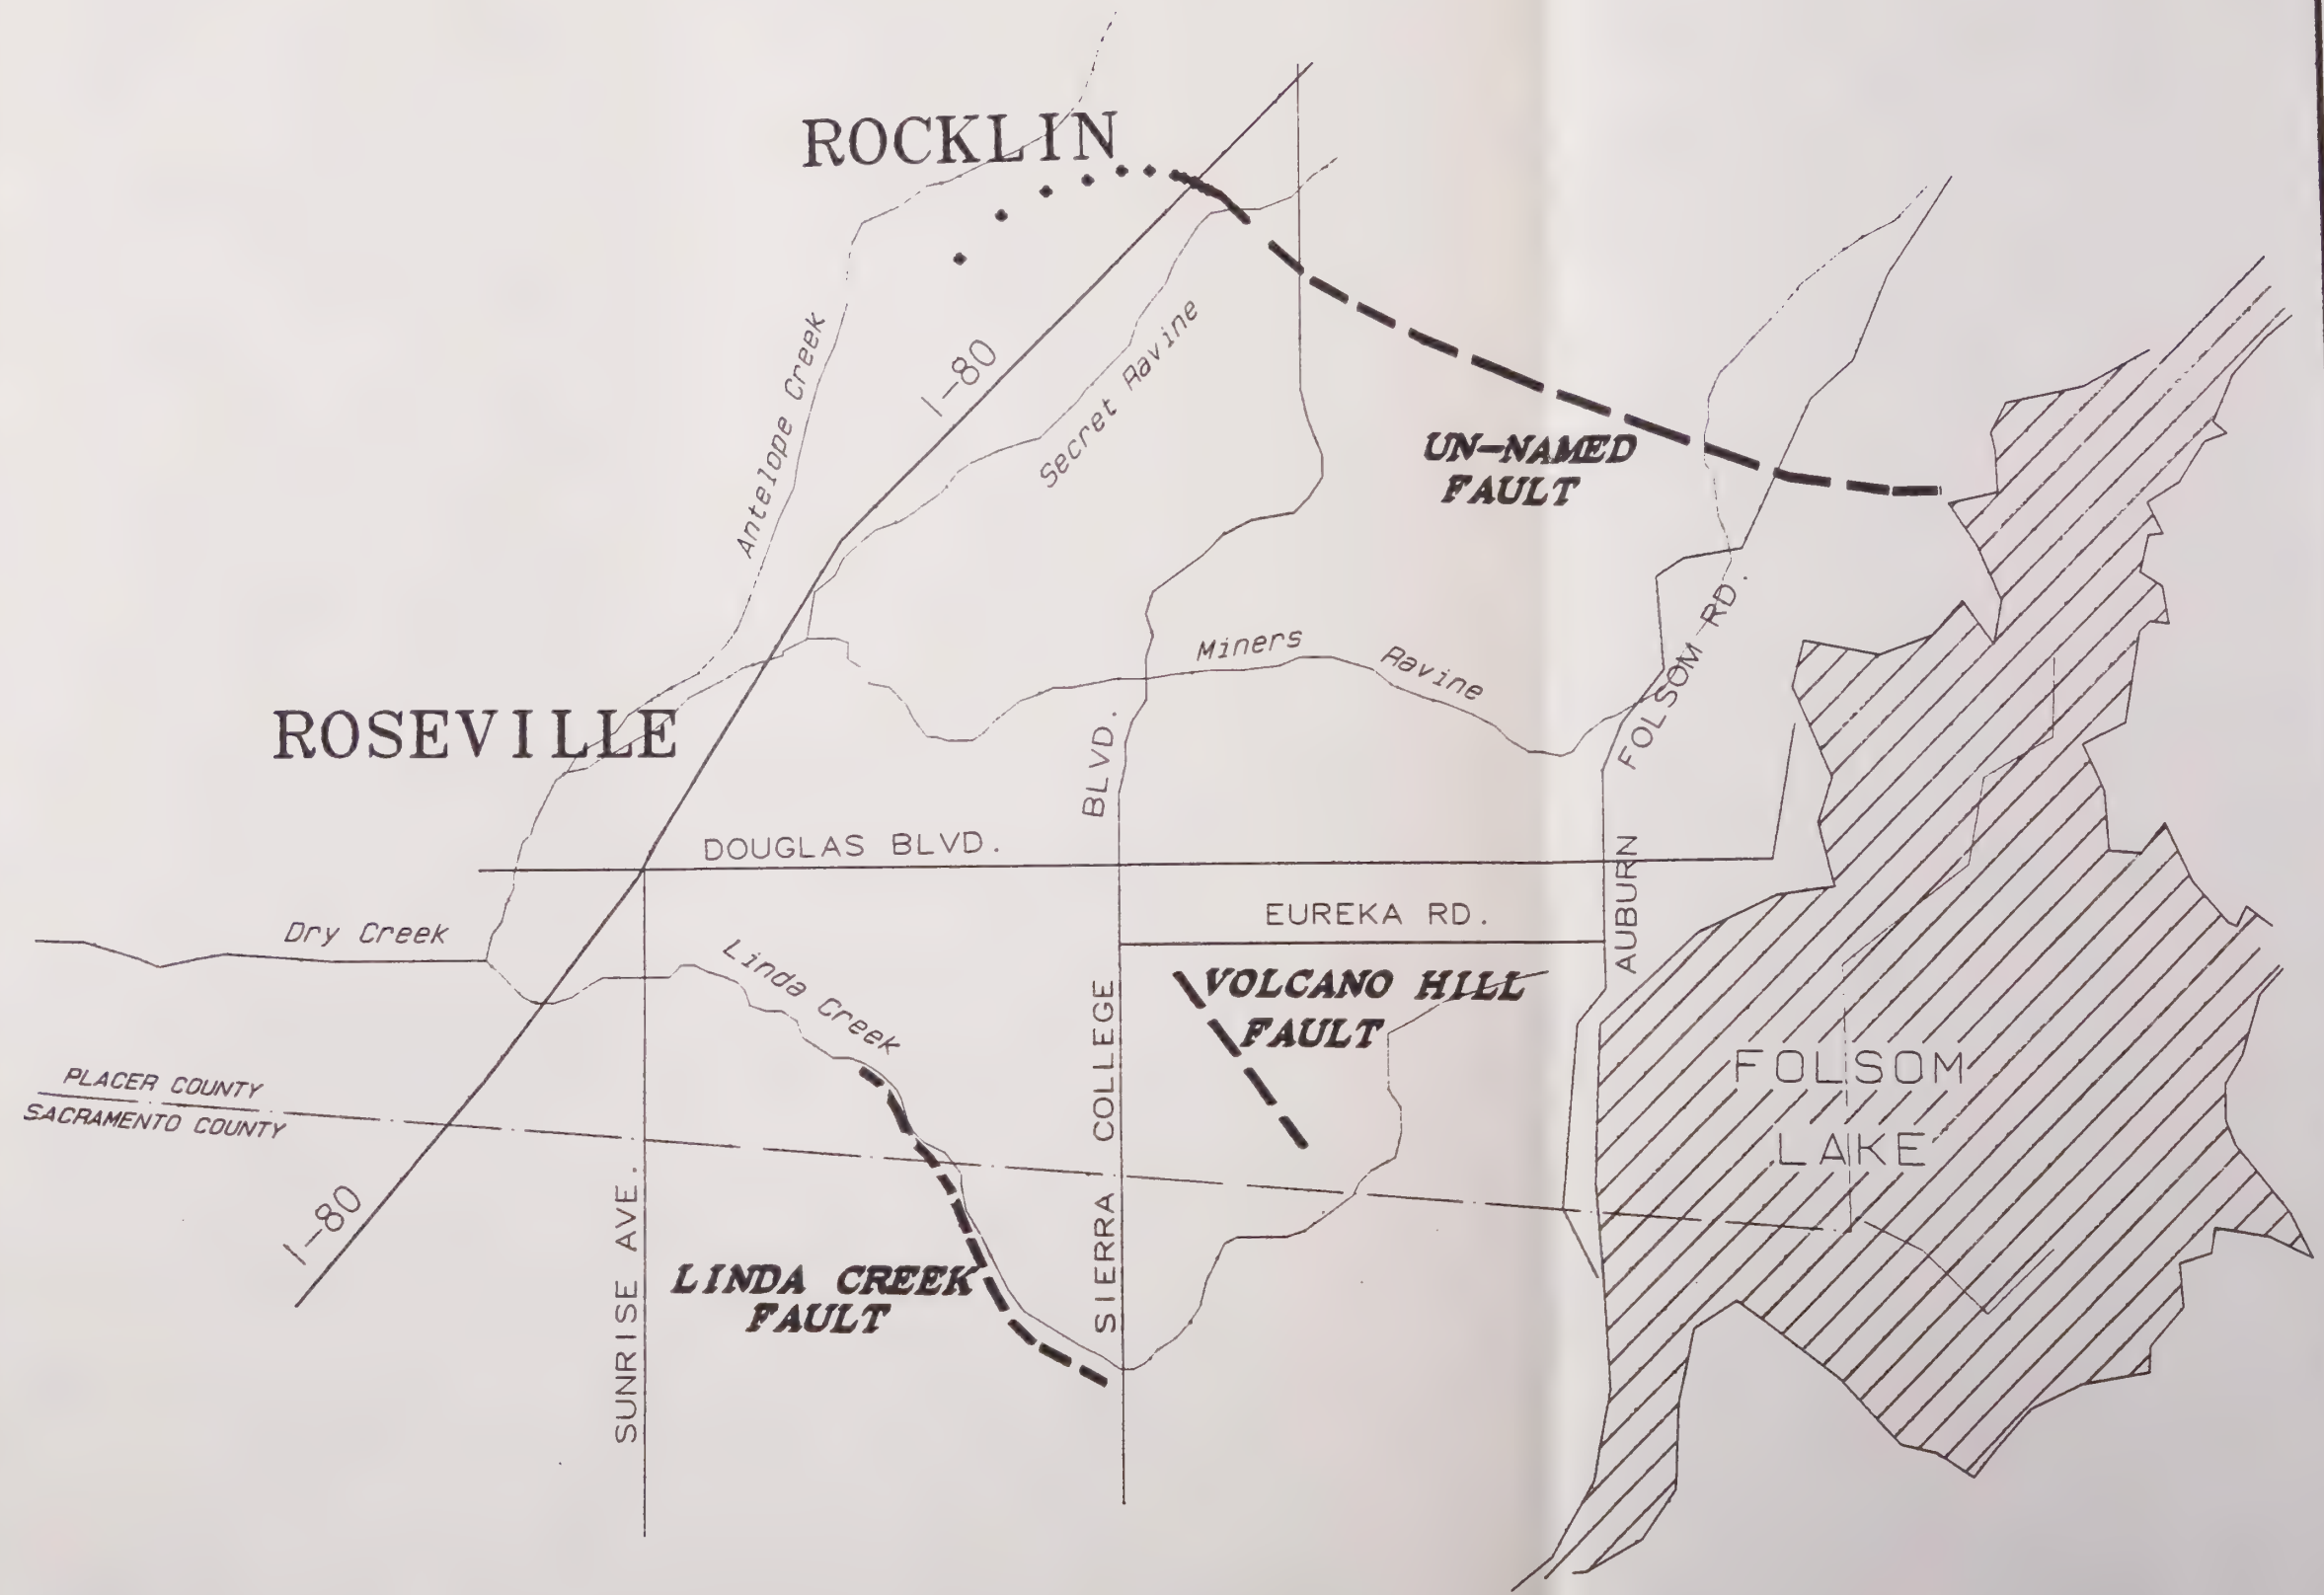 ROCKLIN
Antelope Creek
I-80
Secret Ravine
UN-NAMED
FAULT
Miners Ravine
FOLSOM RD.
ROSEVILLE
BLVD.
DOUGLAS BLVD.
AUBURN
EUREKA RD.
Dry Creek
Linda Creek
VOLCANO HILL
FAULT
SIERRA COLLEGE
FOLSOM
LAKE
PLACER COUNTY
SACRAMENTO COUNTY
I-80
SUNRISE AVE.
LINDA CREEK
FAULT